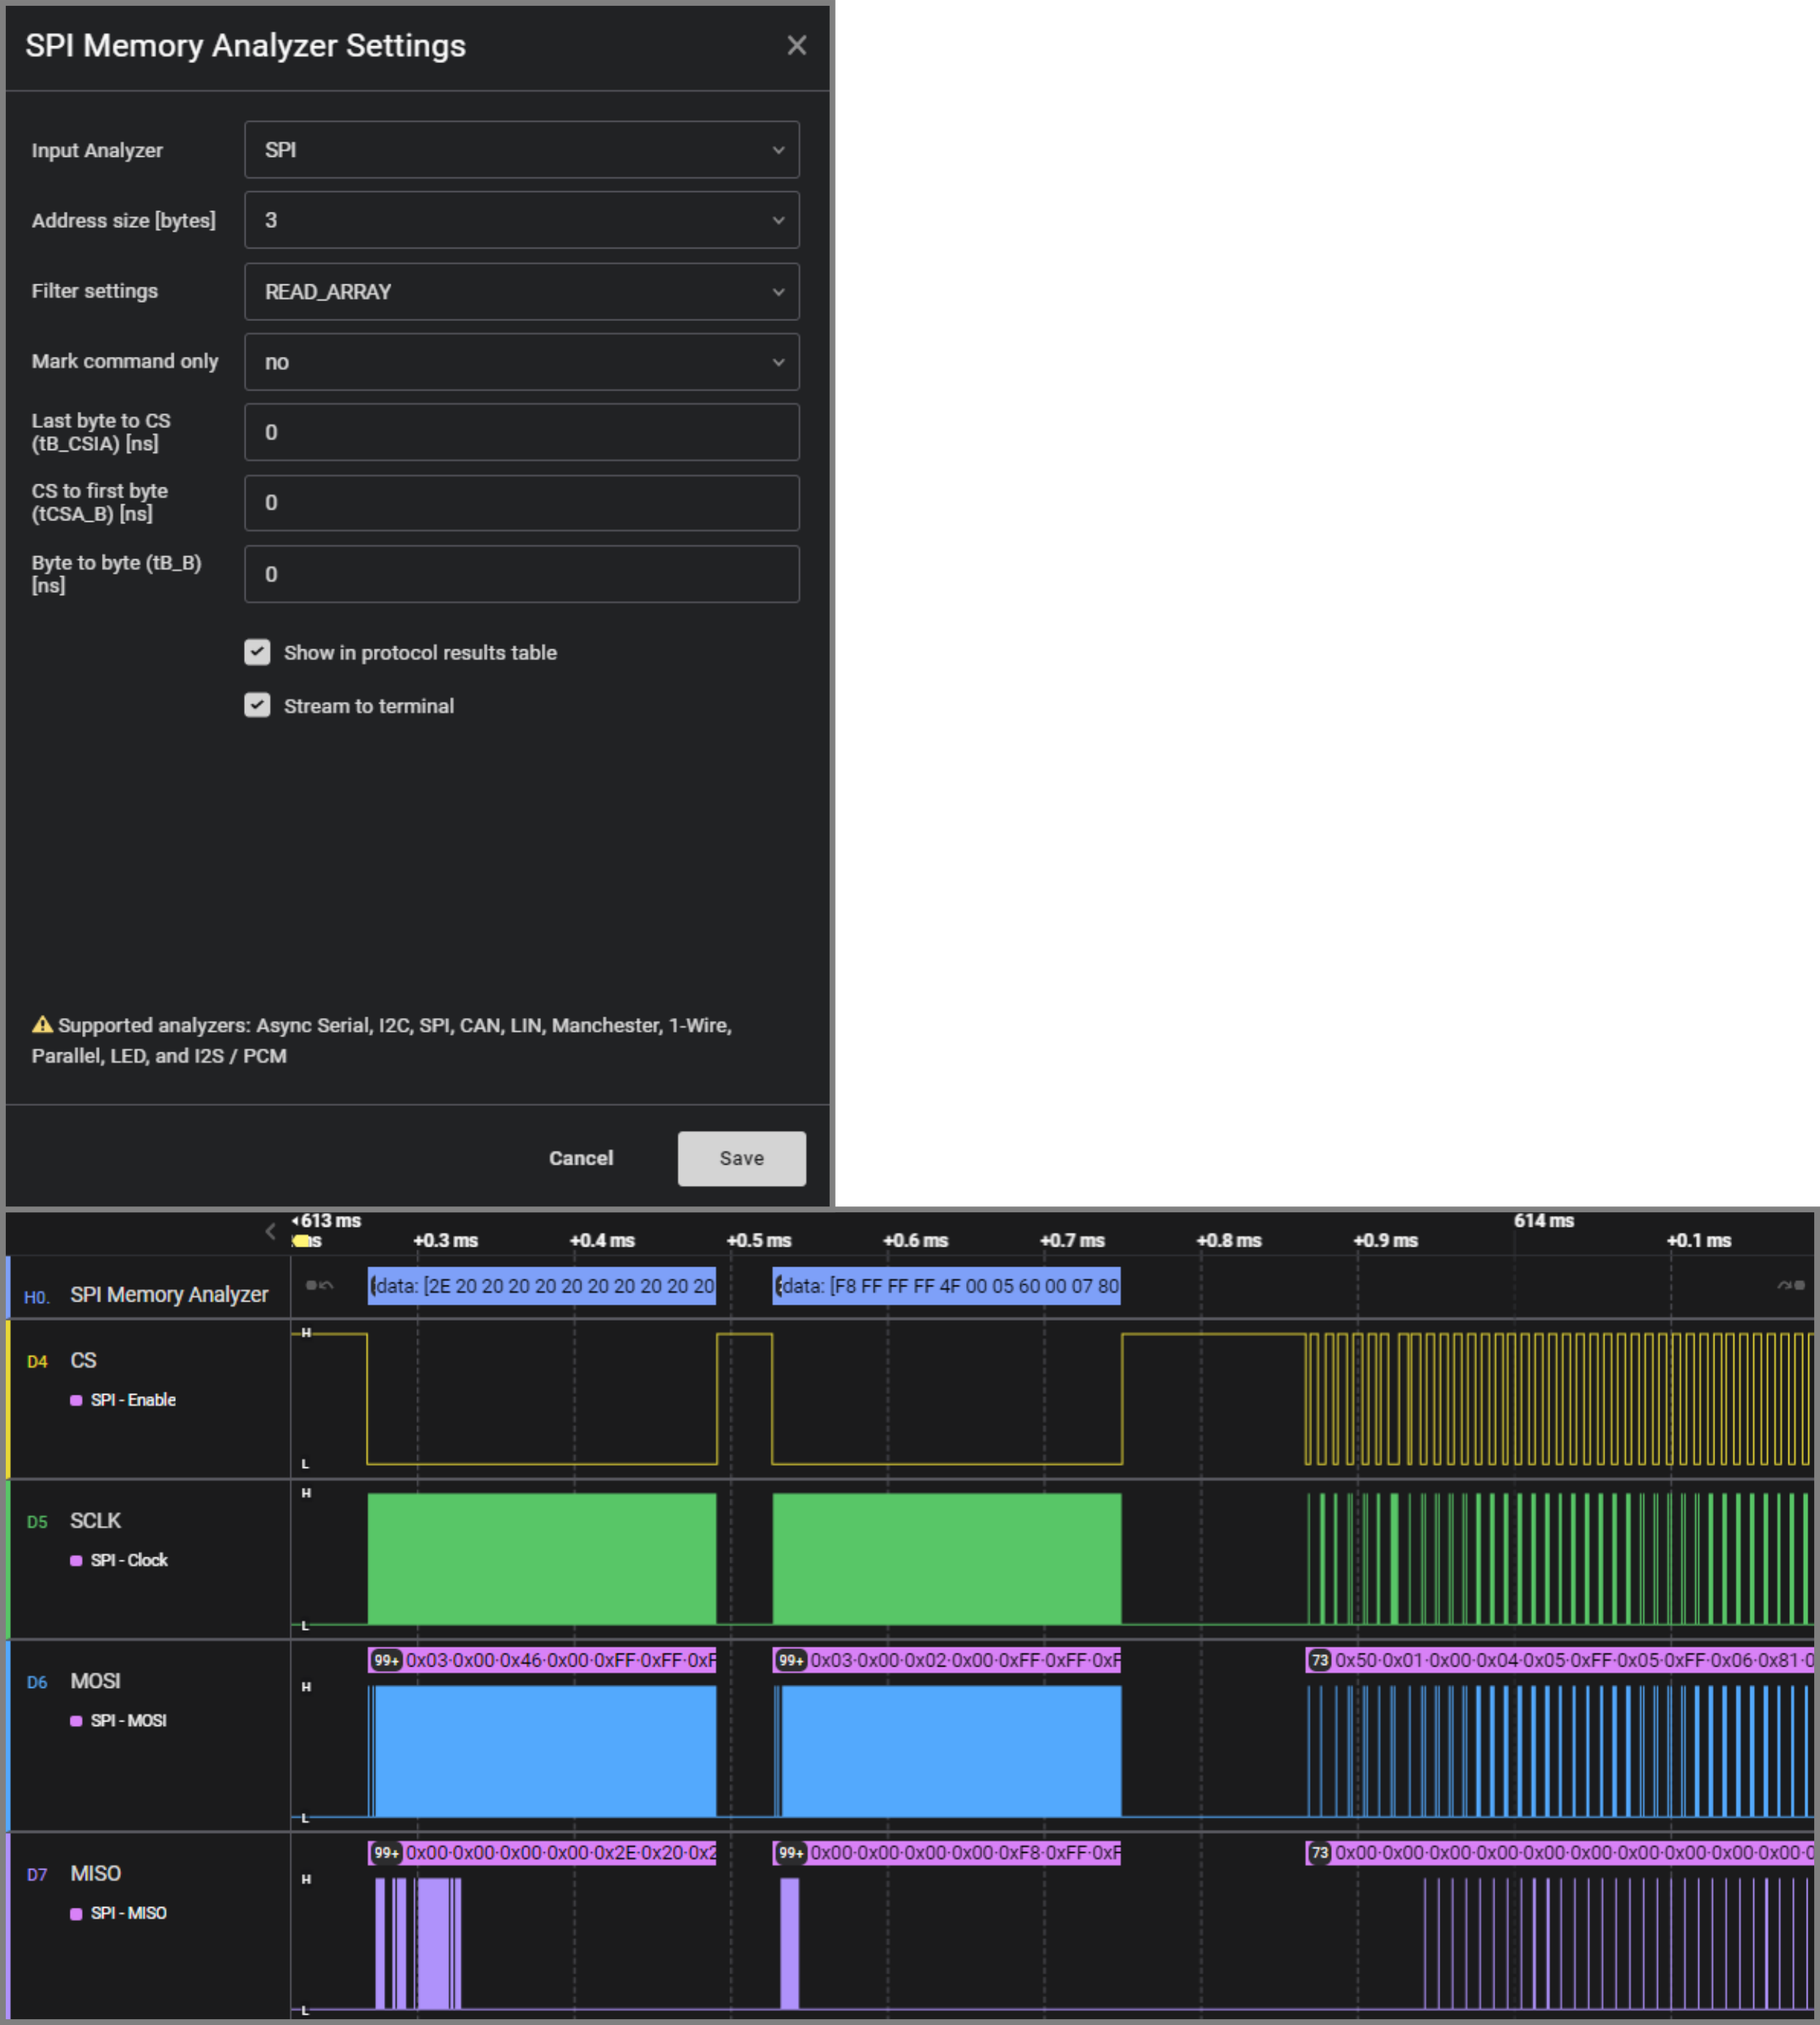 SPI Memory Analyzer Settings
Input Analyzer
SPI
Address size [bytes]
3
Filter settings
READ_ARRAY
Mark command only
no
Last byte to CS
(tB_CSIA) [ns]
0
CS to first byte
(tCSA_B) [ns]
0
Byte to byte (tB_B)
[ns]
0
Show in protocol results table
Stream to terminal
Supported analyzers: Async Serial, I2C, SPI, CAN, LIN, Manchester, 1-Wire,
Parallel, LED, and I2S / PCM
Cancel
Save
613 ms
614 ms
+0.3 ms
+0.4 ms
+0.5 ms
+0.6 ms
+0.7 ms
+0.8 ms
+0.9 ms
+0.1 ms
H0. SPI Memory Analyzer
data: [2E 20 20 20 20 20 20 20 20 20 20 20
data: [F8 FF FF FF 4F 00 05 60 00 07 80
D4 CS
SPI - Enable
H
L
D5 SCLK
SPI - Clock
H
L
D6 MOSI
SPI - MOSI
99+ 0x03·0x00·0x46·0x00·0xFF·0xFF·0xF
99+ 0x03·0x00·0x02·0x00·0xFF·0xFF·0xF
73 0x50·0x01·0x00·0x04·0x05·0xFF·0x05·0xFF·0x06·0x81·0
H
L
D7 MISO
SPI - MISO
99+ 0x00·0x00·0x00·0x00·0x2E·0x20·0x2
99+ 0x00·0x00·0x00·0x00·0xF8·0xFF·0xF
73 0x00·0x00·0x00·0x00·0x00·0x00·0x00·0x00·0x00·0x00·0
H
L